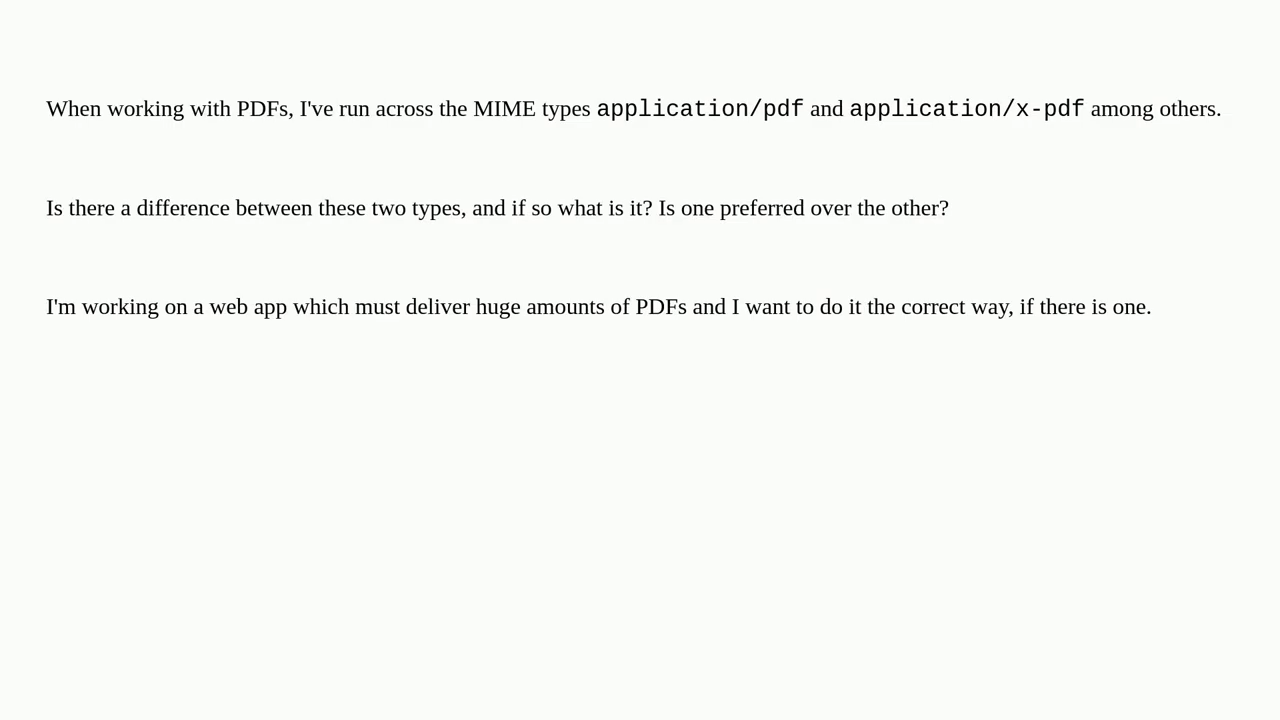 When working with PDFs, I've run across the MIME types application/pdf and application/x-pdf among others.
Is there a difference between these two types, and if so what is it? Is one preferred over the other?
I'm working on a web app which must deliver huge amounts of PDFs and I want to do it the correct way, if there is one.